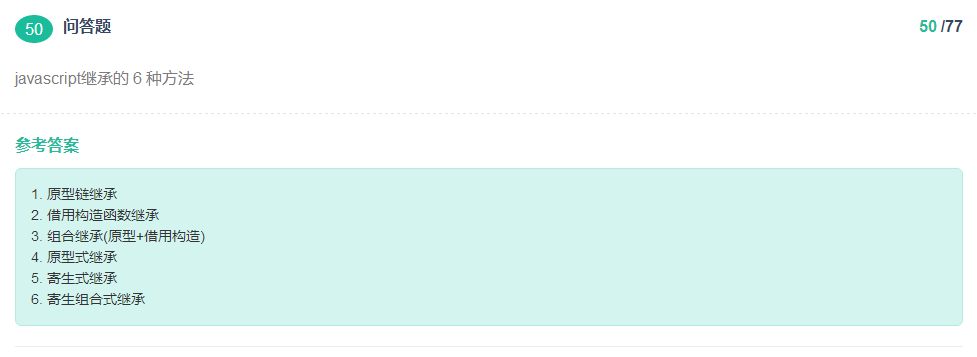 50 问答题 50 /77
javascript继承的 6 种方法
参考答案
1. 原型链继承
2. 借用构造函数继承
3. 组合继承(原型+借用构造)
4. 原型式继承
5. 寄生式继承
6. 寄生组合式继承